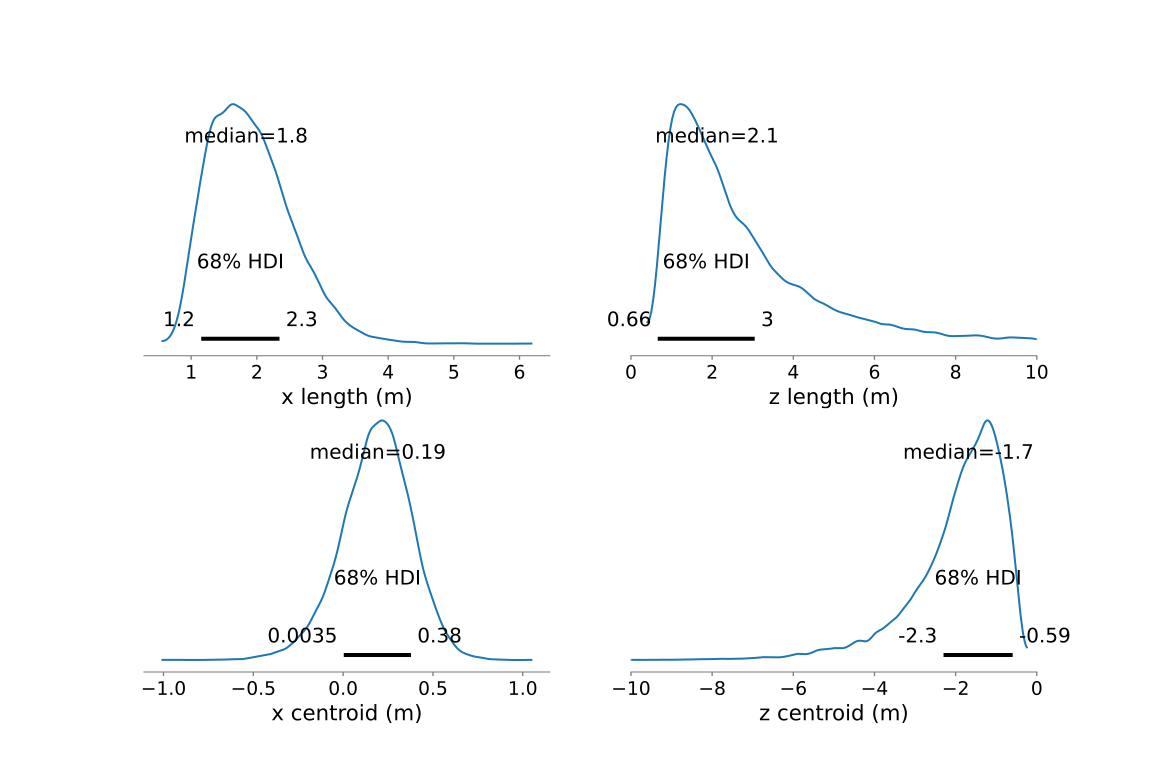 median=1.8
68% HDI
1.2 2.3
1 2 3 4 5 6
x length (m)
median=2.1
68% HDI
0.66 3
0 2 4 6 8 10
z length (m)
median=0.19
68% HDI
0.0035 0.38
−1.0 −0.5 0.0 0.5 1.0
x centroid (m)
median=-1.7
68% HDI
-2.3 -0.59
−10 −8 −6 −4 −2 0
z centroid (m)